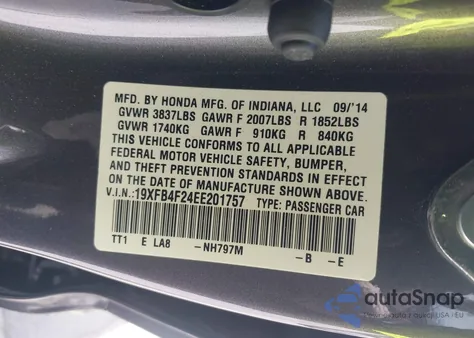 MFD. BY HONDA MFG. OF INDIANA, LLC 09/'14
GVWR 3837LBS GAWR F 2007LBS R 1852LBS
GVWR 1740KG GAWR F 910KG R 840KG
THIS VEHICLE CONFORMS TO ALL APPLICABLE
FEDERAL MOTOR VEHICLE SAFETY, BUMPER,
AND THEFT PREVENTION STANDARDS IN EFFECT
ON THE DATE OF MANUFACTURE SHOWN ABOVE.
V.I.N.:19XFB4F24EE201757 TYPE: PASSENGER CAR
TT1 E LA8 -NH797M -B -E
autoSnap